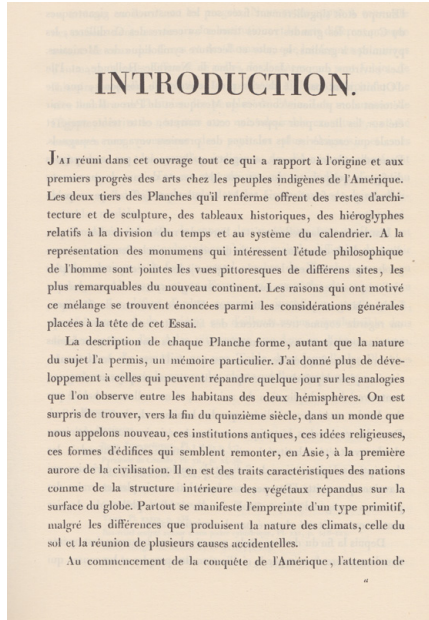 INTRODUCTION.
J'AI réuni dans cet ouvrage tout ce qui a rapport à l'origine et aux
premiers progrès des arts chez les peuples indigènes de l'Amérique.
Les deux tiers des Planches qu'il renferme offrent des restes d'archi-
tecture et de sculpture, des tableaux historiques, des hiéroglyphes
relatifs à la division du temps et au système du calendrier. A la
représentation des monumens qui intéressent l'étude philosophique
de l'homme sont jointes les vues pittoresques de différens sites, les
plus remarquables du nouveau continent. Les raisons qui ont motivé
ce mélange se trouvent énoncées parmi les considérations générales
placées à la tête de cet Essai.
La description de chaque Planche forme, autant que la nature
du sujet l'a permis, un mémoire particulier. J'ai donné plus de déve-
loppement à celles qui peuvent répandre quelque jour sur les analogies
que l'on observe entre les habitans des deux hémisphères. On est
surpris de trouver, vers la fin du quinzième siècle, dans un monde que
nous appelons nouveau, ces institutions antiques, ces idées religieuses,
ces formes d'édifices qui semblent remonter, en Asie, à la première
aurore de la civilisation. Il en est des traits caractéristiques des nations
comme de la structure intérieure des végétaux répandus sur la
surface du globe. Partout se manifeste l'empreinte d'un type primitif,
malgré les différences que produisent la nature des climats, celle du
sol et la réunion de plusieurs causes accidentelles.
Au commencement de la conquête de l'Amérique, l'attention de
a